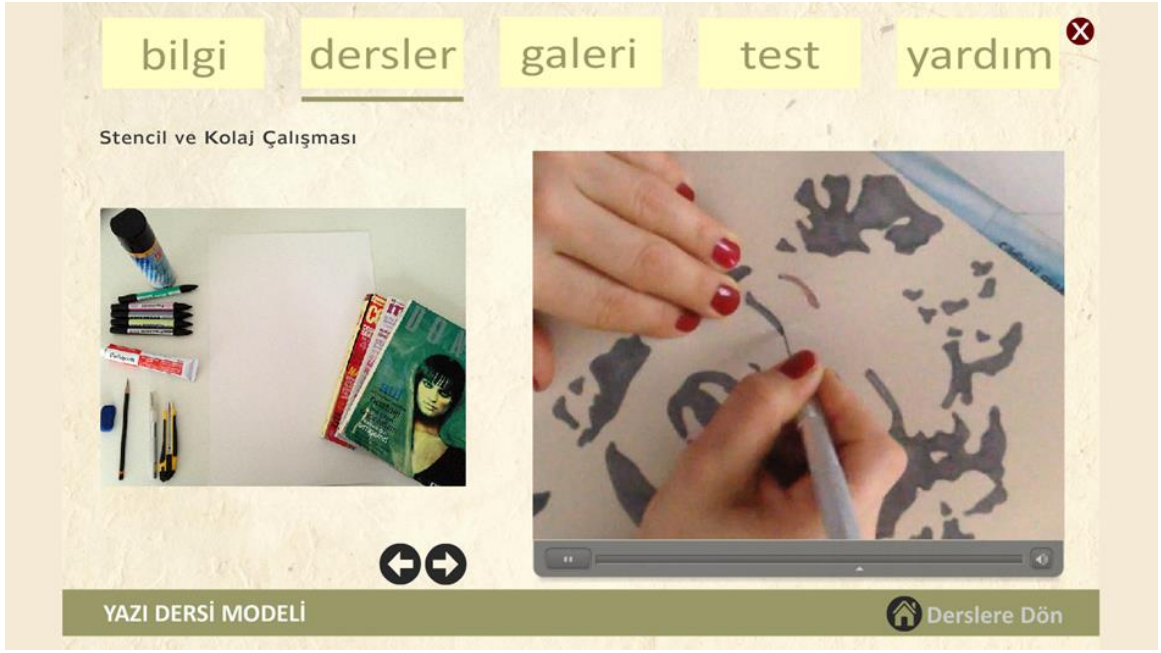 bilgi
dersler
galeri
test
yardım
X
Stencil ve Kolaj Çalışması
YAZI DERSİ MODELİ
Derslere Dön